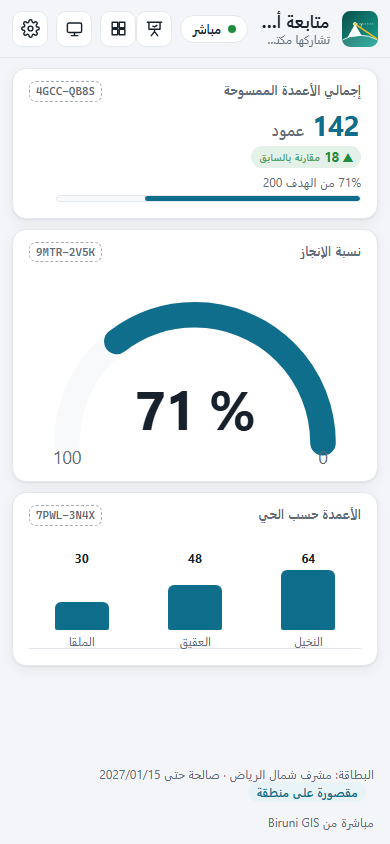 متابعة أ...
تشاركها مكتـ...
مباشر
إجمالي الأعمدة الممسوحة
4GCC-QB8S
142 عمود
▲ 18 مقارنة بالسابق
71% من الهدف 200
نسبة الإنجاز
9MTR-2V5K
71 %
0
100
الأعمدة حسب الحي
7PWL-3N4X
64
48
30
النخيل
العقيق
الملقا
البطاقة: مشرف شمال الرياض · صالحة حتى 2027/01/15
مقصورة على منطقة
مباشرة من Biruni GIS